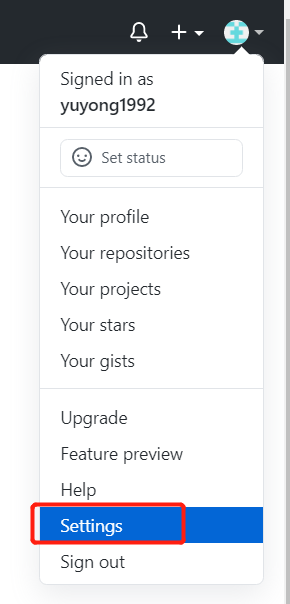 Signed in as
yuyong1992
Set status
Your profile
Your repositories
Your projects
Your stars
Your gists
Upgrade
Feature preview
Help
Settings
Sign out